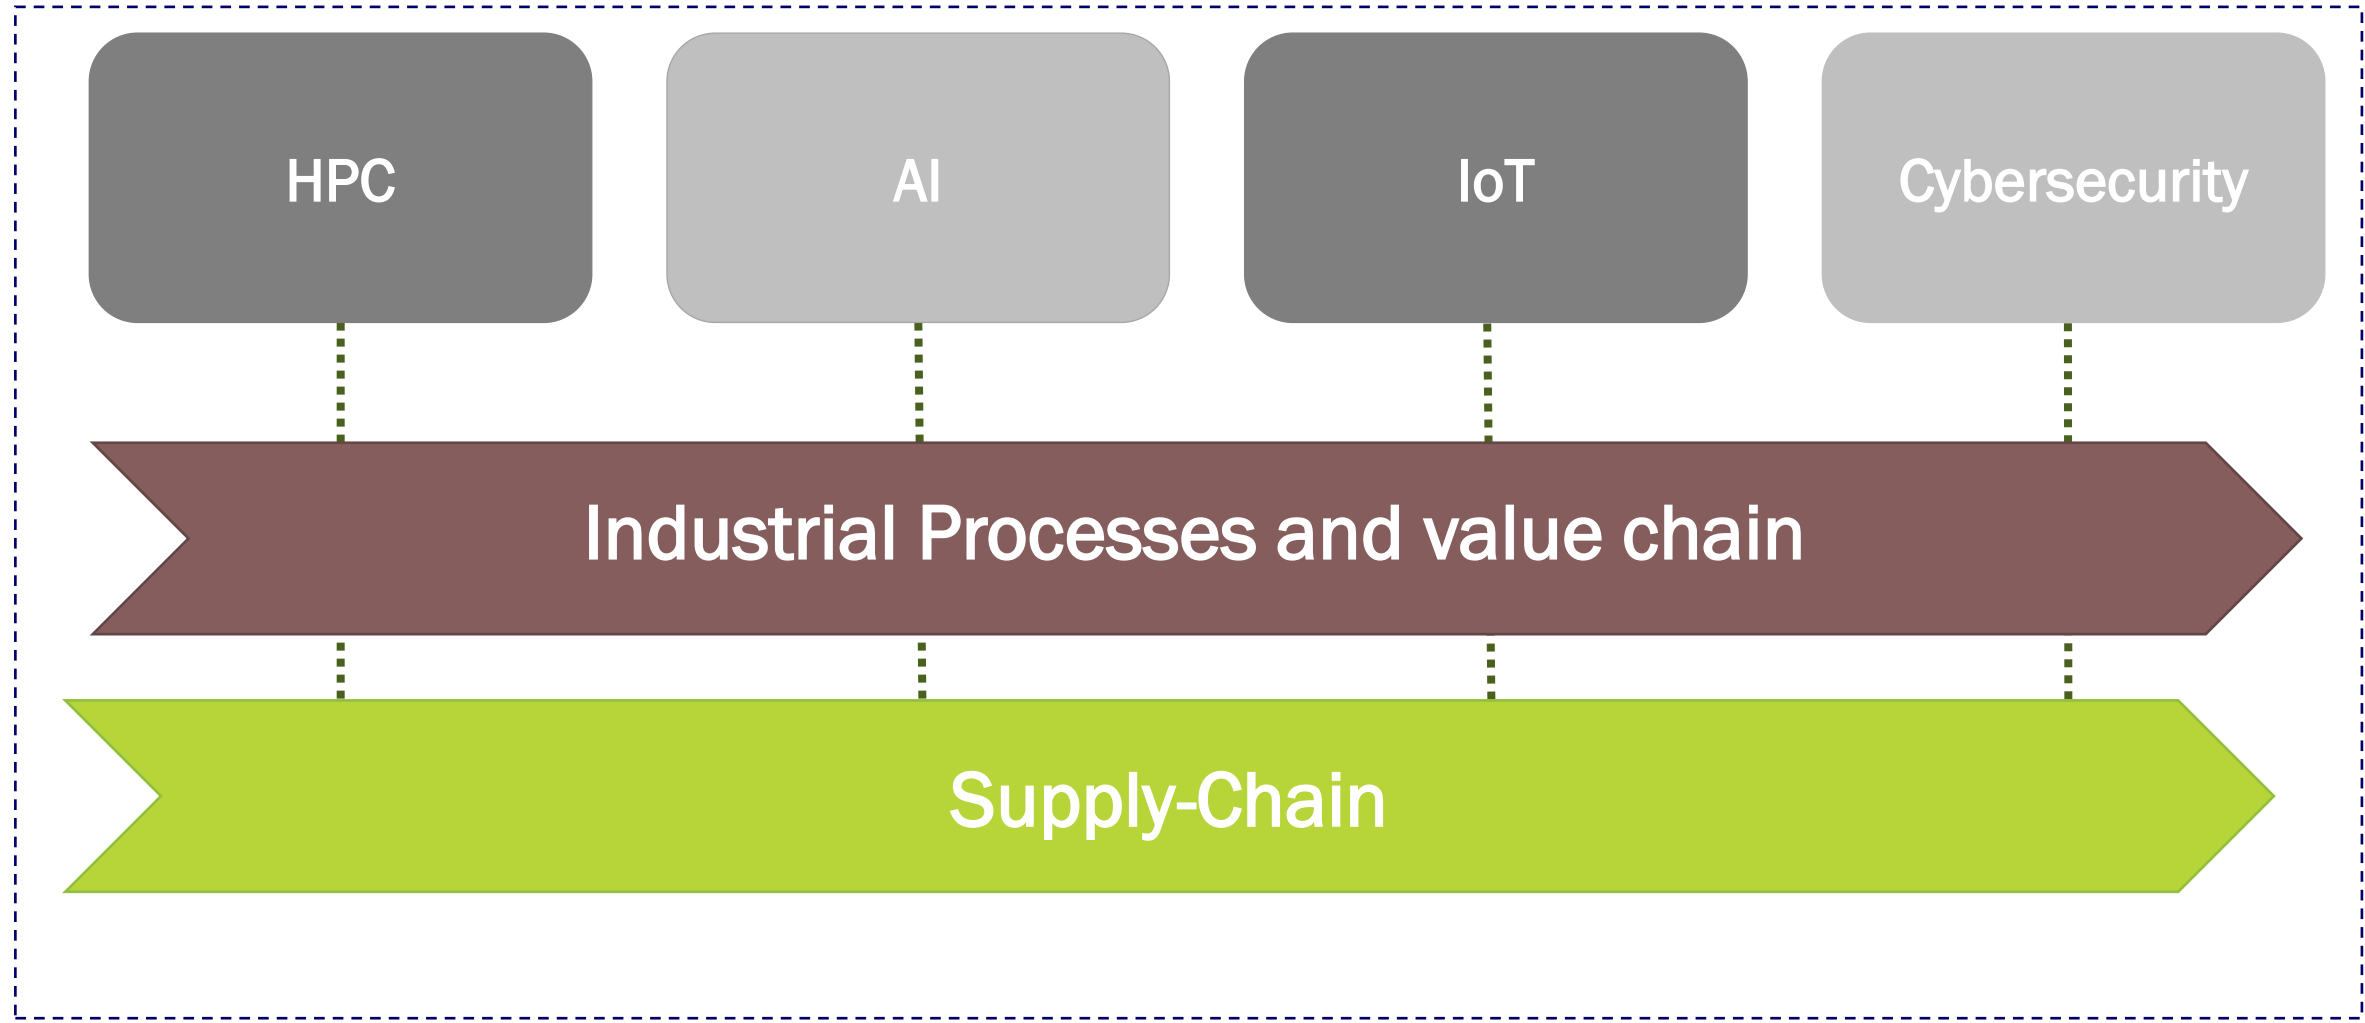 HPC
AI
IoT
Cybersecurity
Industrial Processes and value chain
Supply-Chain